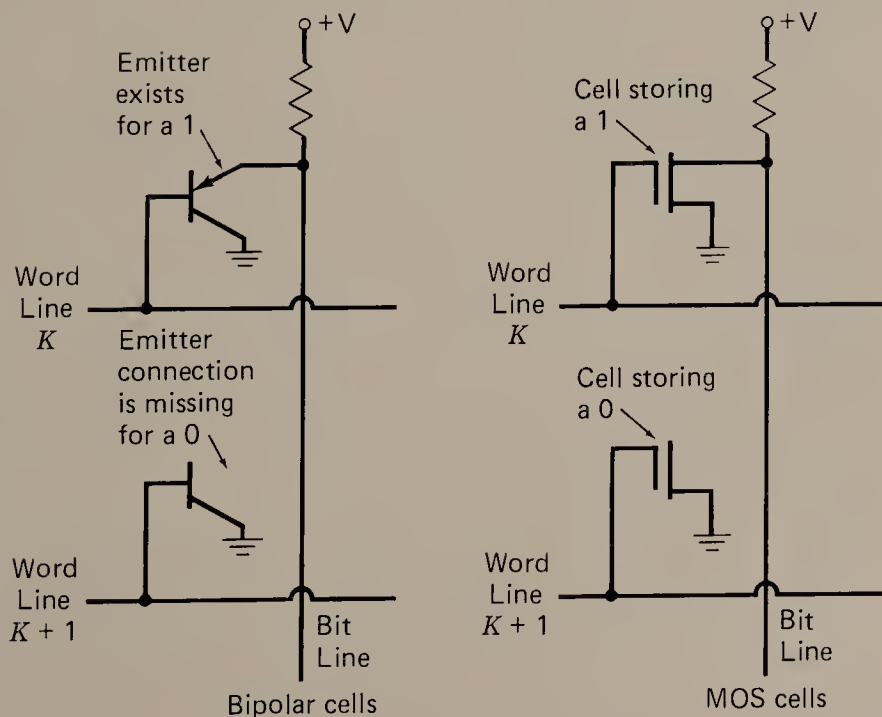 +V
Emitter
exists
for a 1
Word
Line
K
Emitter
connection
is missing
for a 0
Word
Line
K + 1
Bit
Line
Bipolar cells
+V
Cell storing
a 1
Word
Line
K
Cell storing
a 0
Word
Line
K + 1
Bit
Line
MOS cells